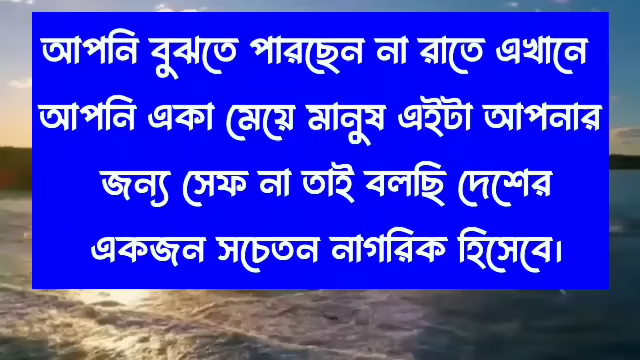 আপনি বুঝতে পারছেন না রাতে এখানে
আপনি একা মেয়ে মানুষ এইটা আপনার
জন্য সেফ না তাই বলছি দেশের
একজন সচেতন নাগরিক হিসেবে।